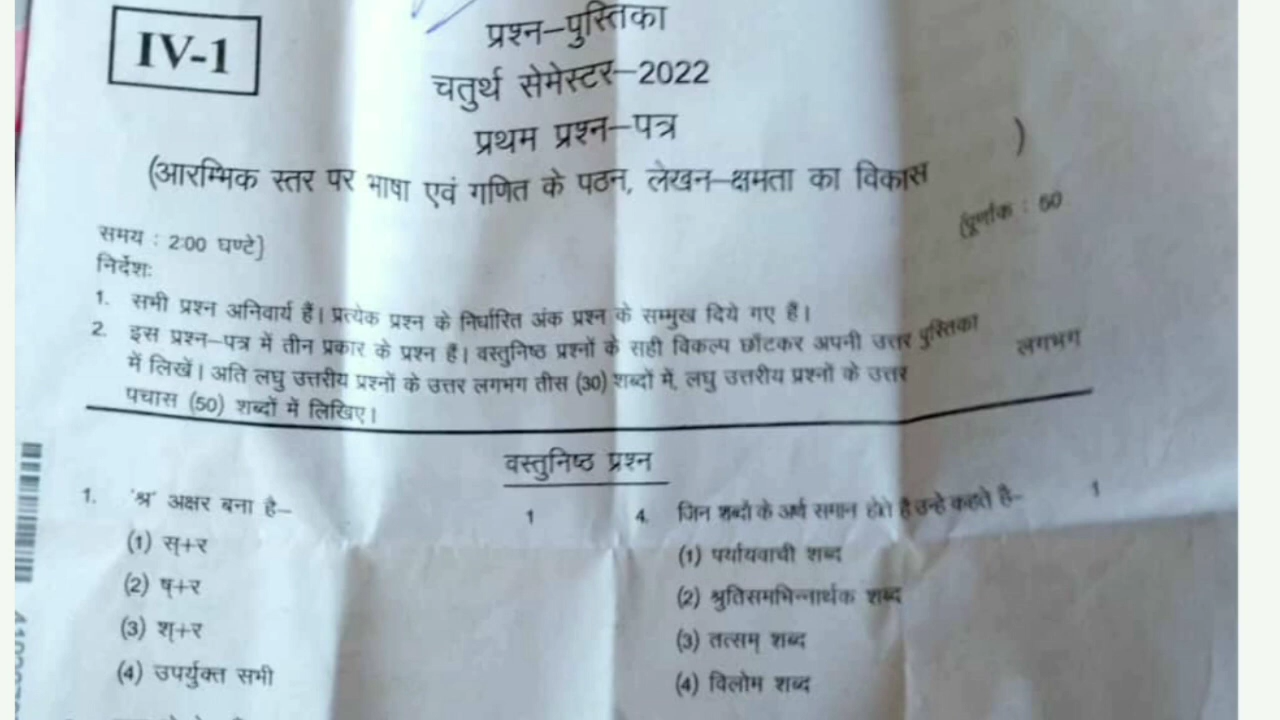 IV-1
प्रश्न-पुस्तिका
चतुर्थ सेमेस्टर-2022
प्रथम प्रश्न-पत्र
(आरम्भिक स्तर पर भाषा एवं गणित के पठन, लेखन-क्षमता का विकास )
समय : 2:00 घण्टे]
(पूर्णांक : 50
निर्देशः
1. सभी प्रश्न अनिवार्य हैं। प्रत्येक प्रश्न के निर्धारित अंक प्रश्न के सम्मुख दिये गए हैं।
2. इस प्रश्न-पत्र में तीन प्रकार के प्रश्न हैं। वस्तुनिष्ठ प्रश्नों के सही विकल्प छाँटकर अपनी उत्तर पुस्तिका
में लिखें। अति लघु उत्तरीय प्रश्नों के उत्तर लगभग तीस (30) शब्दों में, लघु उत्तरीय प्रश्नों के उत्तर लगभग
पचास (50) शब्दों में लिखिए।
वस्तुनिष्ठ प्रश्न
1. 'श्र' अक्षर बना है- 1
(1) स्+र
(2) ष्+र
(3) श्+र
(4) उपर्युक्त सभी
4. जिन शब्दों के अर्थ समान होते है उन्हे कहते है- 1
(1) पर्यायवाची शब्द
(2) श्रुतिसमभिन्नार्थक शब्द
(3) तत्सम् शब्द
(4) विलोम शब्द